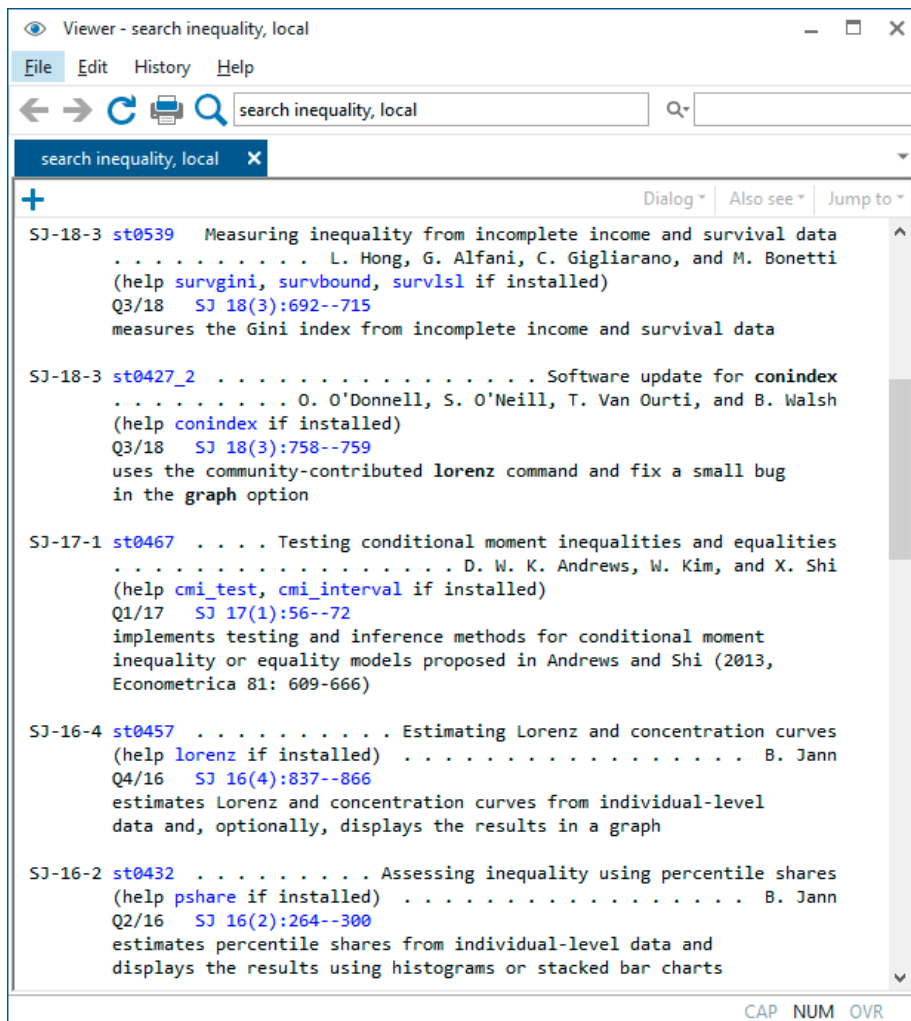 Viewer - search inequality, local
File Edit History Help
search inequality, local
search inequality, local
Dialog Also see Jump to
SJ-18-3 st0539 Measuring inequality from incomplete income and survival data
. . . . . . . . . . L. Hong, G. Alfani, C. Gigliarano, and M. Bonetti
(help survgini, survbound, survlsl if installed)
Q3/18 SJ 18(3):692--715
measures the Gini index from incomplete income and survival data
SJ-18-3 st0427_2 . . . . . . . . . . . . . . . . . Software update for conindex
. . . . . . . . . O. O'Donnell, S. O'Neill, T. Van Ourti, and B. Walsh
(help conindex if installed)
Q3/18 SJ 18(3):758--759
uses the community-contributed lorenz command and fix a small bug
in the graph option
SJ-17-1 st0467 . . . . Testing conditional moment inequalities and equalities
. . . . . . . . . . . . . . . . . D. W. K. Andrews, W. Kim, and X. Shi
(help cmi_test, cmi_interval if installed)
Q1/17 SJ 17(1):56--72
implements testing and inference methods for conditional moment
inequality or equality models proposed in Andrews and Shi (2013,
Econometrica 81: 609-666)
SJ-16-4 st0457 . . . . . . . . . . Estimating Lorenz and concentration curves
(help lorenz if installed) . . . . . . . . . . . . . . . . . B. Jann
Q4/16 SJ 16(4):837--866
estimates Lorenz and concentration curves from individual-level
data and, optionally, displays the results in a graph
SJ-16-2 st0432 . . . . . . . . . Assessing inequality using percentile shares
(help pshare if installed) . . . . . . . . . . . . . . . . . B. Jann
Q2/16 SJ 16(2):264--300
estimates percentile shares from individual-level data and
displays the results using histograms or stacked bar charts
CAP NUM OVR